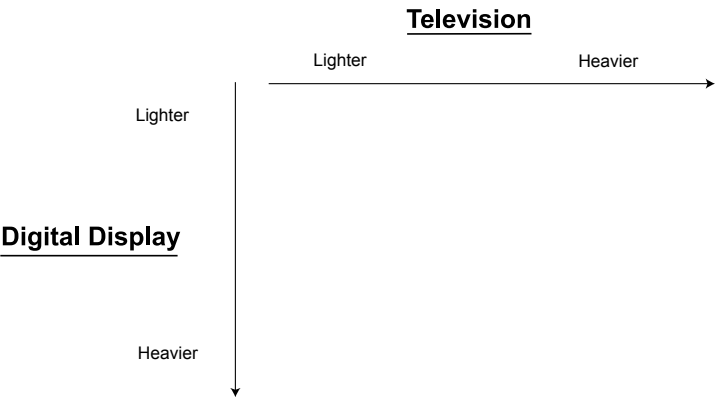 Television
Lighter
Heavier
Lighter
Digital Display
Heavier